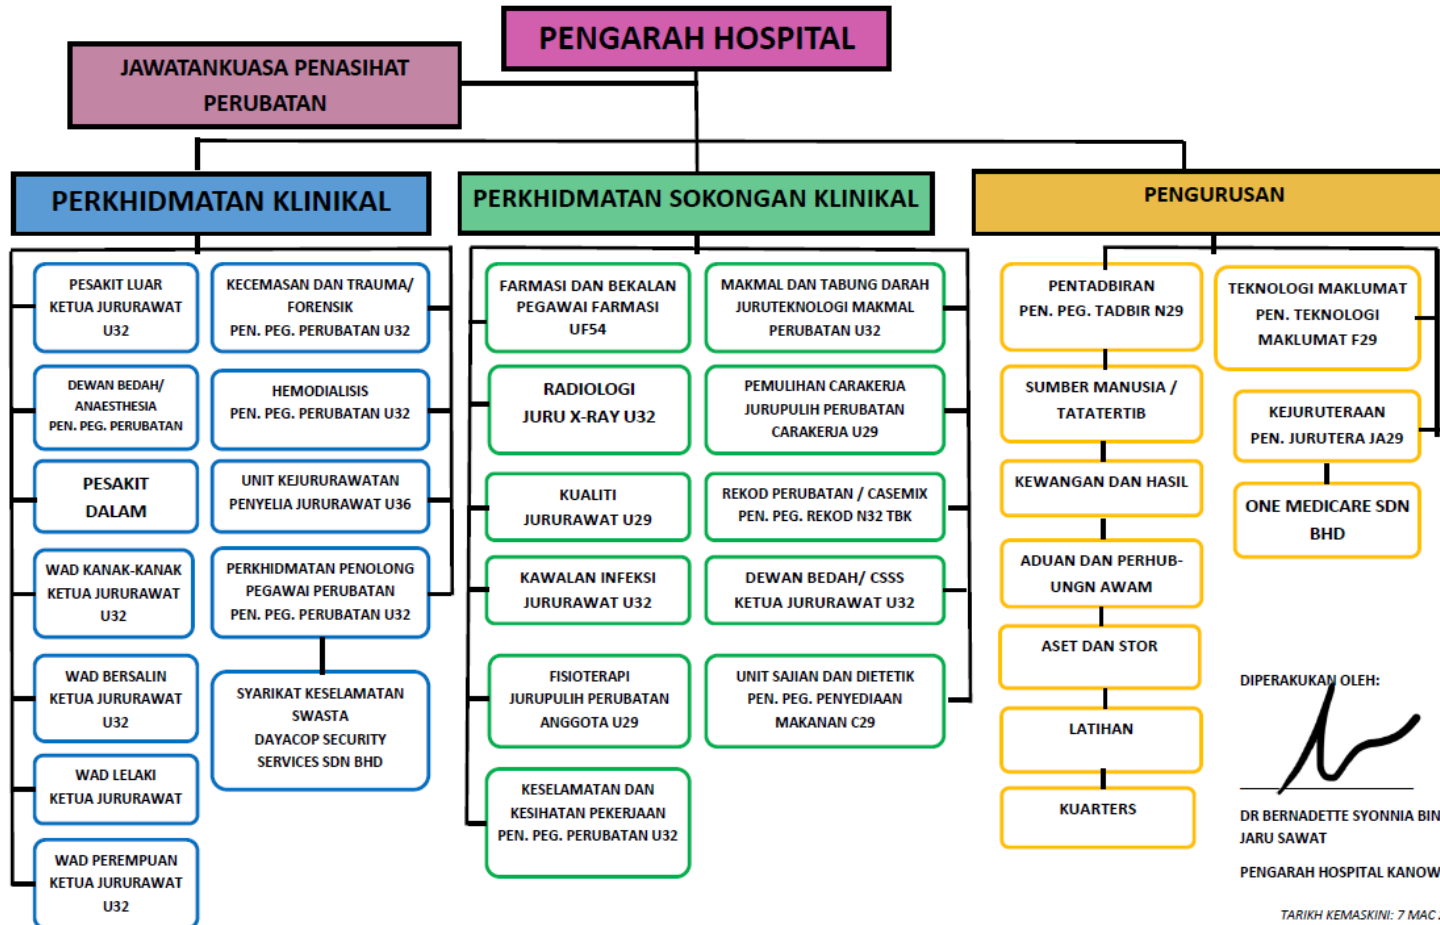 PENGARAH HOSPITAL
JAWATANKUASA PENASIHAT
PERUBATAN
PERKHIDMATAN KLINIKAL
PESAKIT LUAR
KETUA JURURAWAT
U32
DEWAN BEDAH/
ANAESTHESIA
PEN. PEG. PERUBATAN
PESAKIT
DALAM
WAD KANAK-KANAK
KETUA JURURAWAT
U32
WAD BERSALIN
KETUA JURURAWAT
U32
WAD LELAKI
KETUA JURURAWAT
WAD PEREMPUAN
KETUA JURURAWAT
U32
KECEMASAN DAN TRAUMA/
FORENSIK
PEN. PEG. PERUBATAN U32
HEMODIALISIS
PEN. PEG. PERUBATAN U32
UNIT KEJURURAWATAN
PENYELIA JURURAWAT U36
PERKHIDMATAN PENOLONG
PEGAWAI PERUBATAN
PEN. PEG. PERUBATAN U32
SYARIKAT KESELAMATAN
SWASTA
DAYACOP SECURITY
SERVICES SDN BHD
PERKHIDMATAN SOKONGAN KLINIKAL
FARMASI DAN BEKALAN
PEGAWAI FARMASI
UF54
RADIOLOGI
JURU X-RAY U32
KUALITI
JURURAWAT U29
KAWALAN INFEKSI
JURURAWAT U32
FISIOTERAPI
JURUPULIH PERUBATAN
ANGGOTA U29
KESELAMATAN DAN
KESIHATAN PEKERJAAN
PEN. PEG. PERUBATAN U32
MAKMAL DAN TABUNG DARAH
JURUTEKNOLOGI MAKMAL
PERUBATAN U32
PEMULIHAN CARAKERJA
JURUPULIH PERUBATAN
CARAKERJA U29
REKOD PERUBATAN / CASEMIX
PEN. PEG. REKOD N32 TBK
DEWAN BEDAH/ CSSS
KETUA JURURAWAT U32
UNIT SAJIAN DAN DIETETIK
PEN. PEG. PENYEDIAAN
MAKANAN C29
PENGURUSAN
PENTADBIRAN
PEN. PEG. TADBIR N29
SUMBER MANUSIA /
TATATERTIB
KEWANGAN DAN HASIL
ADUAN DAN PERHUB-
UNGN AWAM
ASET DAN STOR
LATIHAN
KUARTERS
TEKNOLOGI MAKLUMAT
PEN. TEKNOLOGI
MAKLUMAT F29
KEJURUTERAAN
PEN. JURUTERA JA29
ONE MEDICARE SDN
BHD
DIPERAKUKAN OLEH:
DR BERNADETTE SYONNIA BIN
JARU SAWAT
PENGARAH HOSPITAL KANOW
TARIKH KEMASKINI: 7 MAC